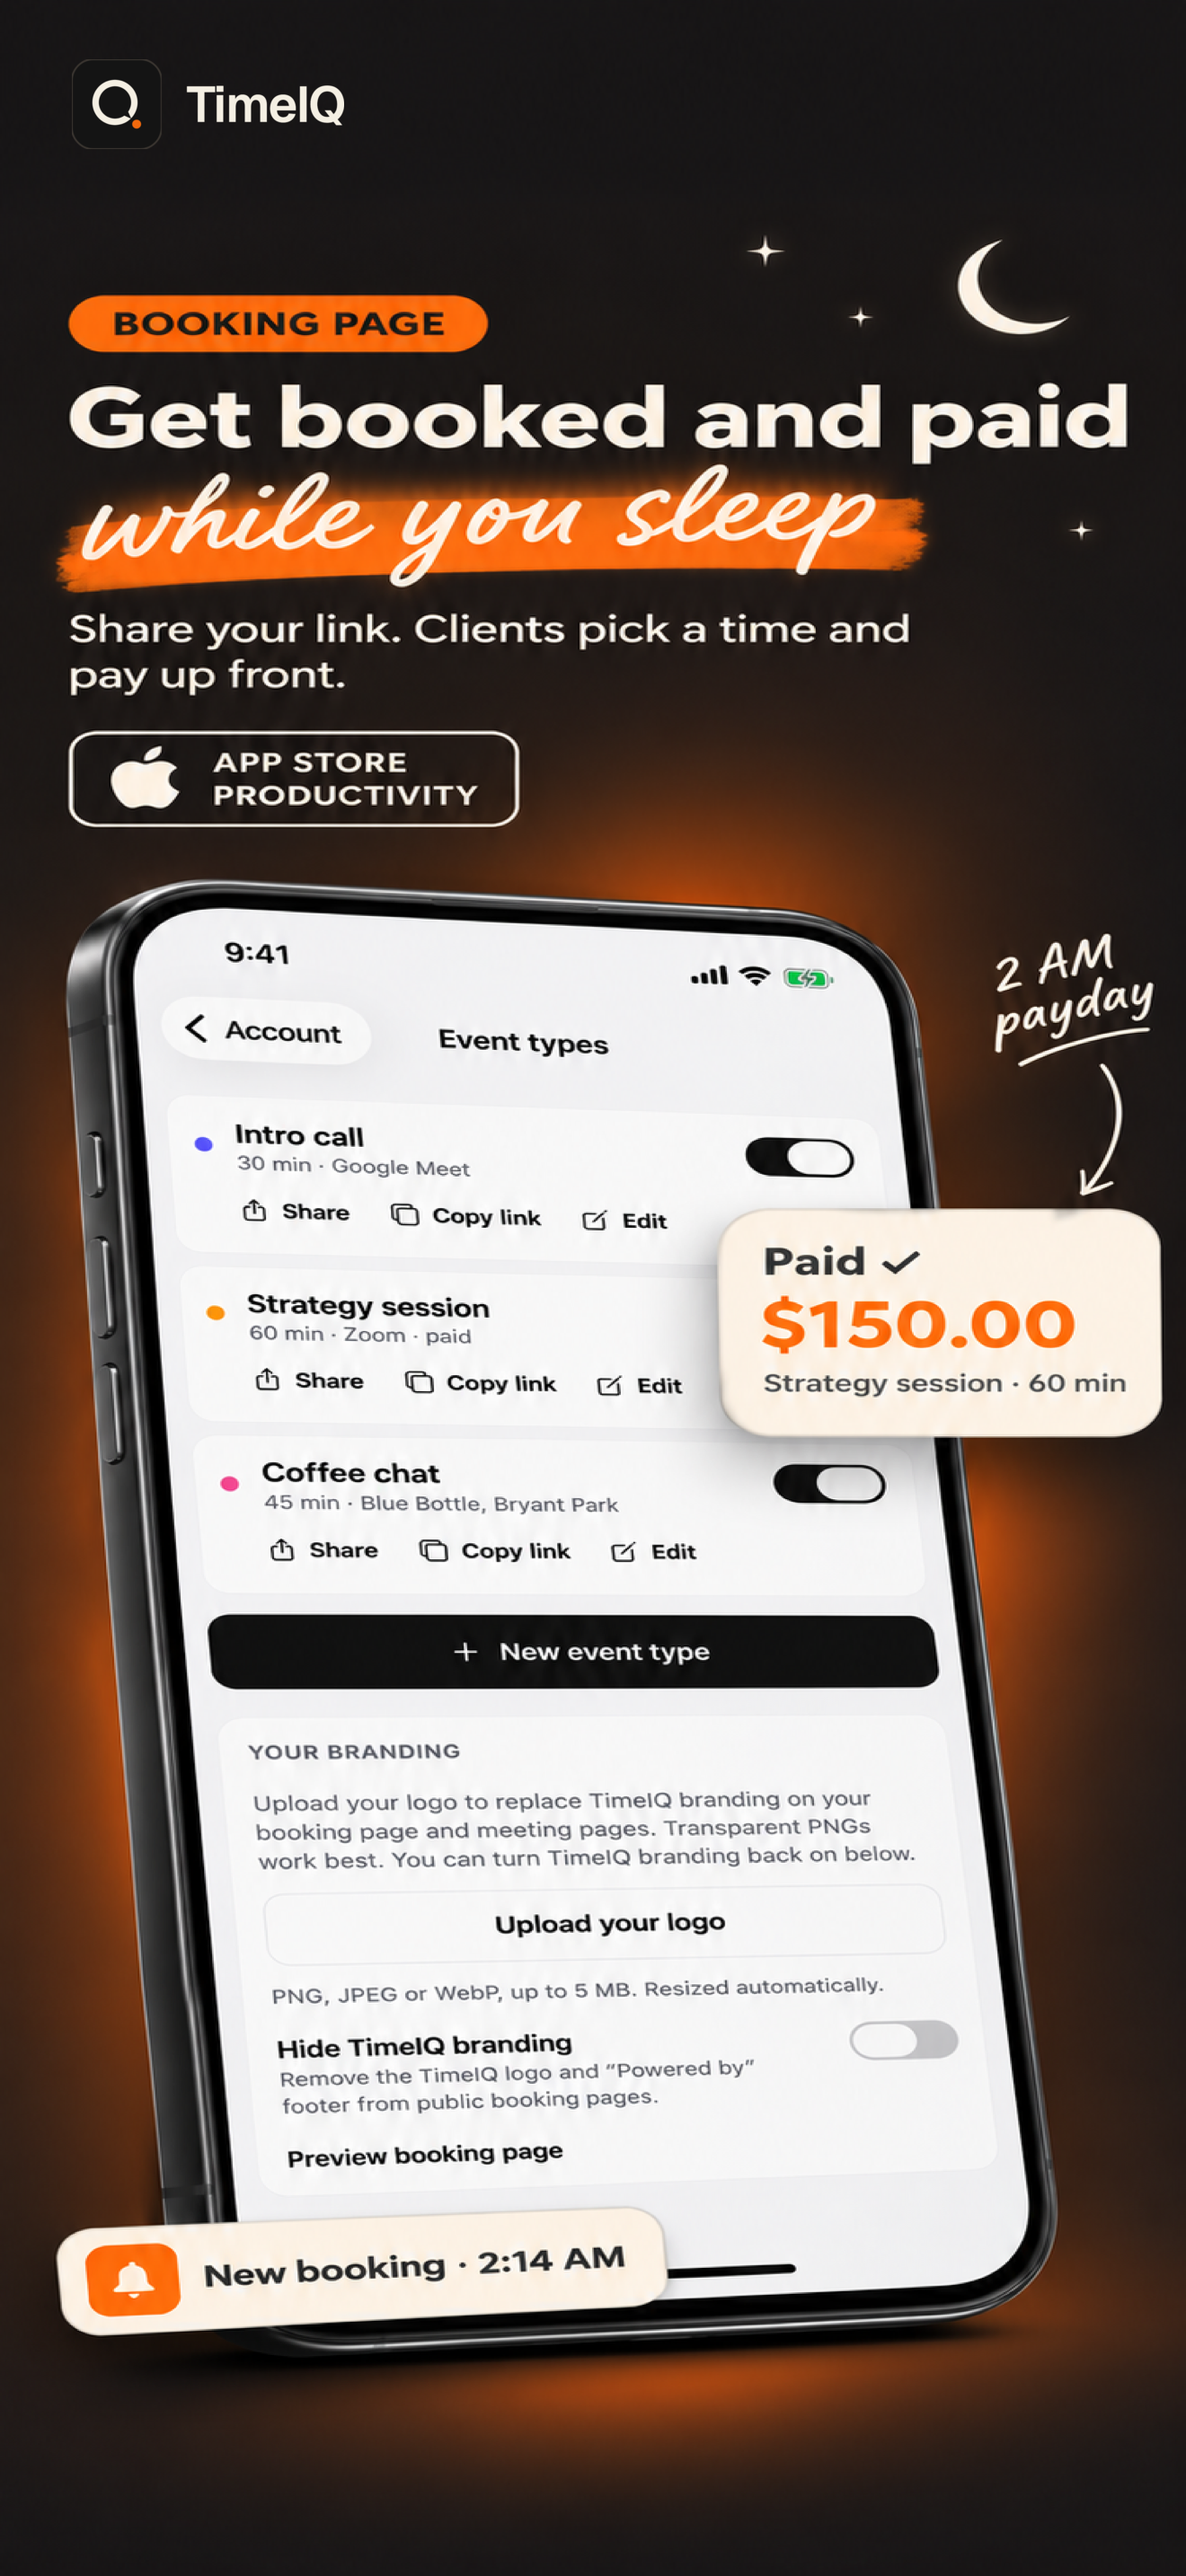 TimeIQ
BOOKING PAGE
Get booked and paid
while you sleep
Share your link. Clients pick a time and
pay up front.
APP STORE
PRODUCTIVITY
2 AM
payday
9:41
Account
Event types
Intro call
30 min · Google Meet
Share Copy link Edit
Paid ✓
$150.00
Strategy session · 60 min
Strategy session
60 min · Zoom · paid
Share Copy link Edit
Coffee chat
45 min · Blue Bottle, Bryant Park
Share Copy link Edit
+ New event type
YOUR BRANDING
Upload your logo to replace TimeIQ branding on your
booking page and meeting pages. Transparent PNGs
work best. You can turn TimeIQ branding back on below.
Upload your logo
PNG, JPEG or WebP, up to 5 MB. Resized automatically.
Hide TimeIQ branding
Remove the TimeIQ logo and “Powered by”
footer from public booking pages.
Preview booking page
New booking · 2:14 AM